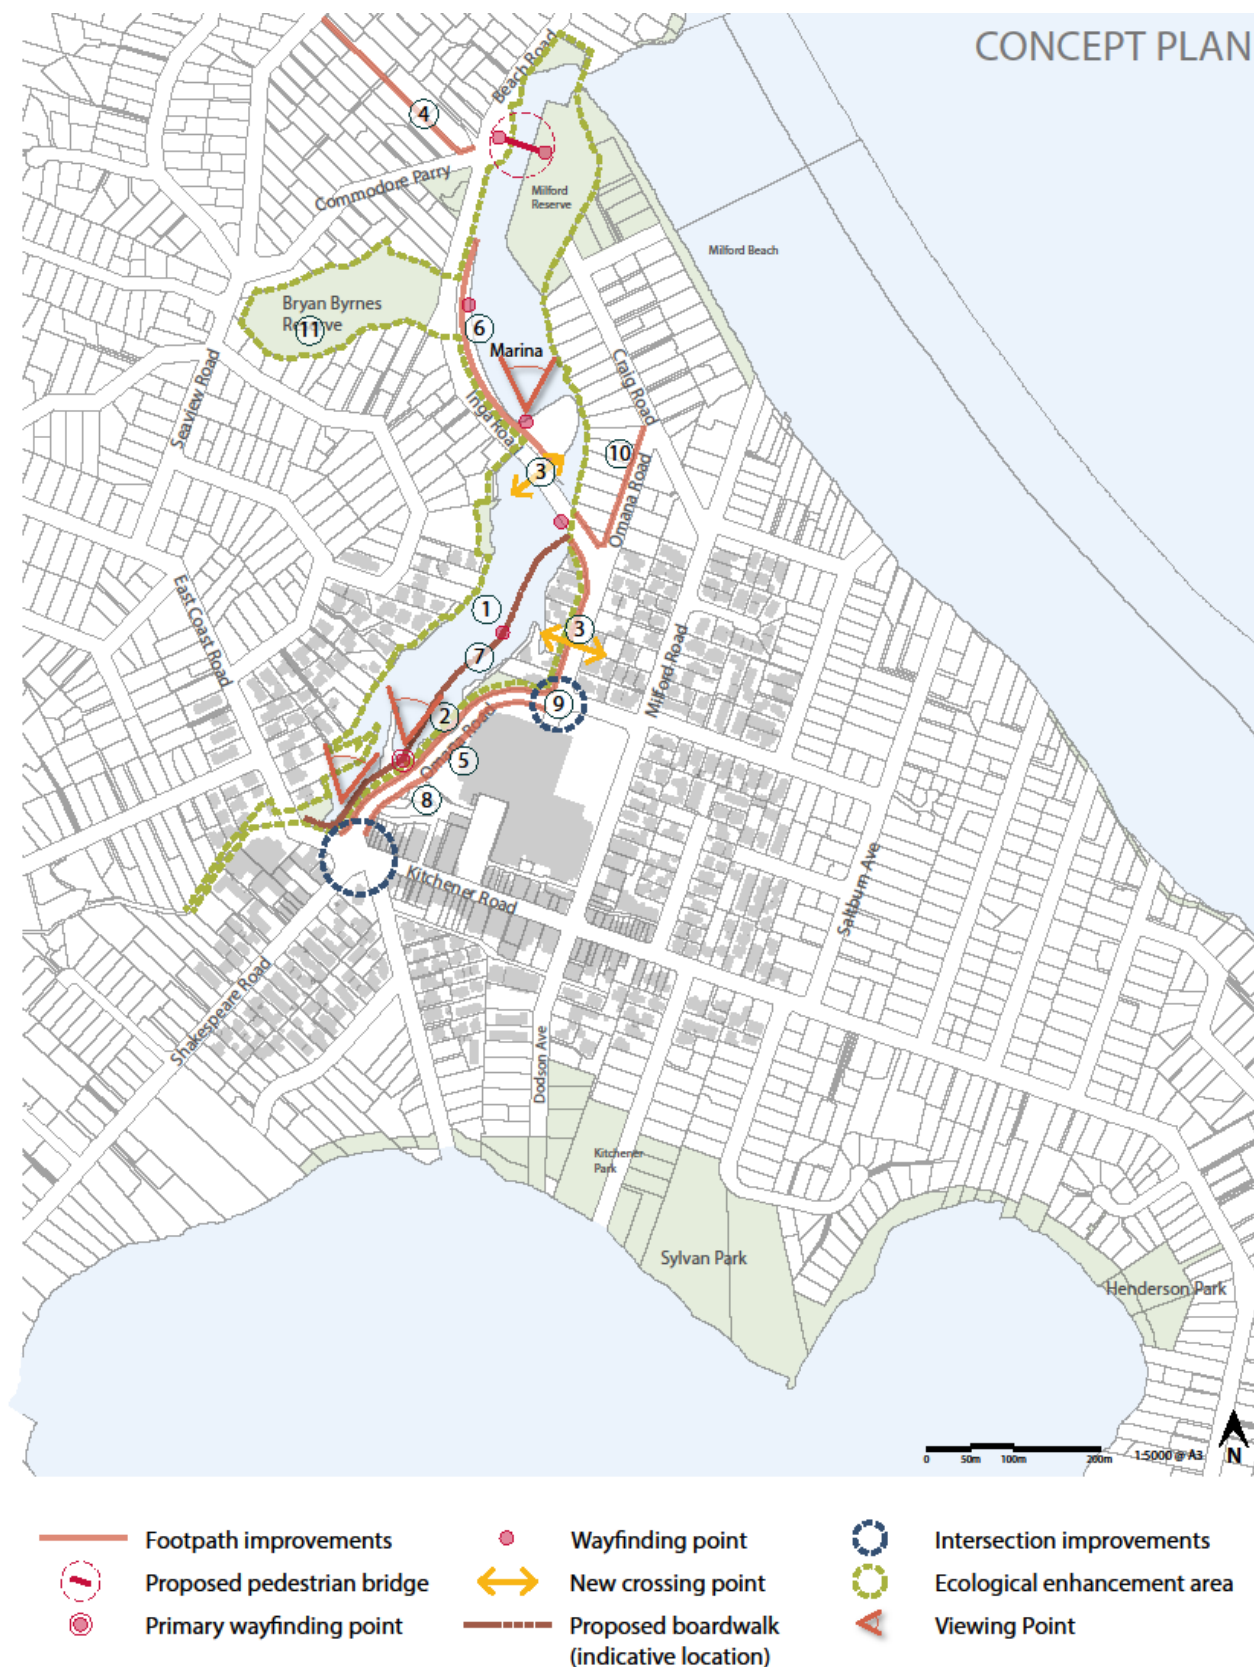 CONCEPT PLAN
Beach Road
4
Commodore Parry
Milford
Reserve
Milford Beach
Bryan Byrnes
Reserve
11
6
Marina
Seaview Road
Inga Road
Craig Road
10
3
Omana Road
East Coast Road
1
3
7
Milford Road
9
2
Omana Road
5
8
Kitchener Road
Saltburn Ave
Shakespeare Road
Dodson Ave
Kitchener
Park
Sylvan Park
Henderson Park
0
50m
100m
200m
1:5000 @ A3
N
Footpath improvements
Wayfinding point
Intersection improvements
Proposed pedestrian bridge
New crossing point
Ecological enhancement area
Primary wayfinding point
Proposed boardwalk
(indicative location)
Viewing Point